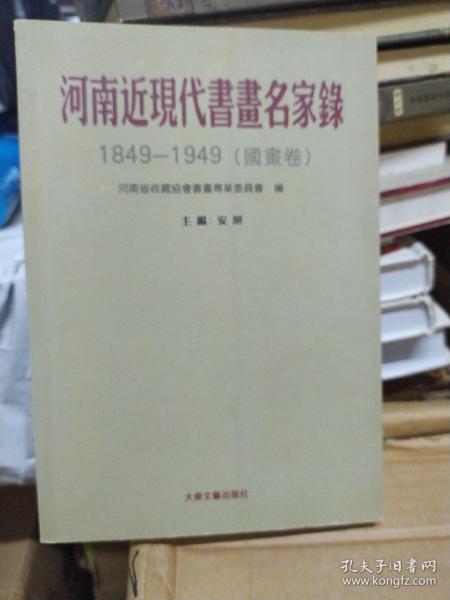 河南近現代書畫名家錄
1849—1949（國畫卷）
河南省收藏協會書畫專業委員會 編
主編：安順
大衆文藝出版社
孔夫子旧书网
www.kongfz.com